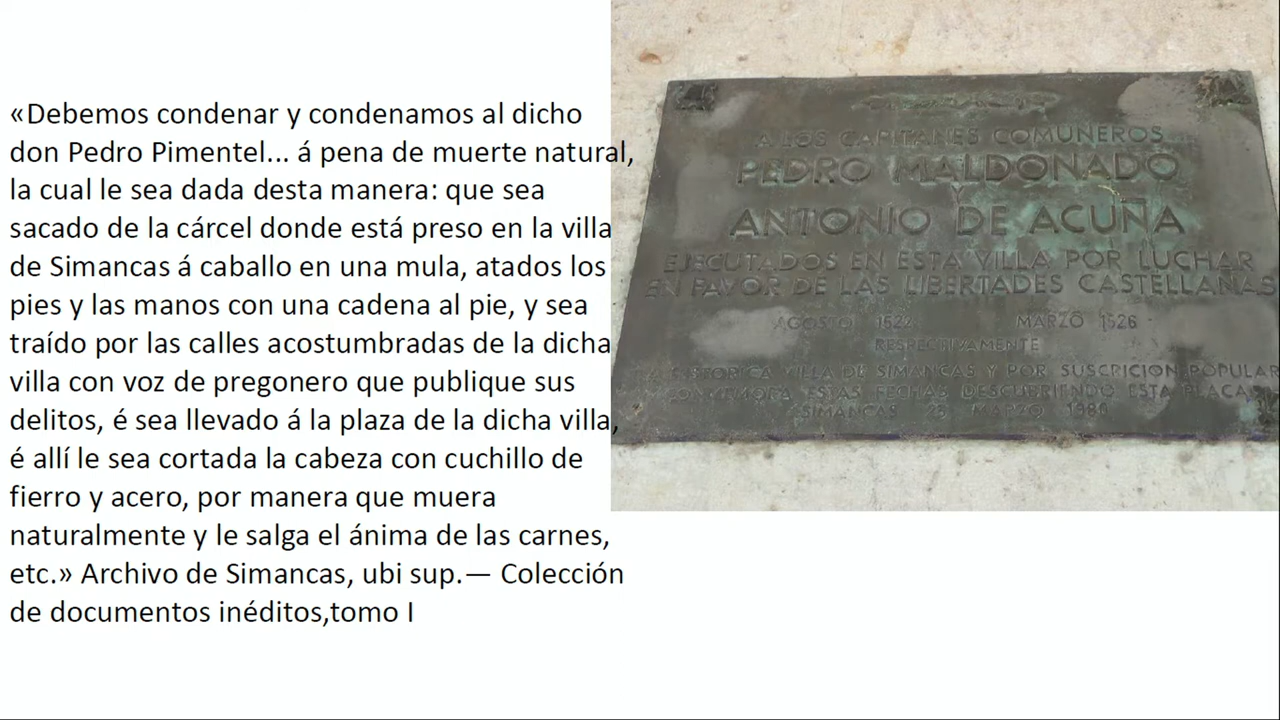 «Debemos condenar y condenamos al dicho
don Pedro Pimentel... á pena de muerte natural,
la cual le sea dada desta manera: que sea
sacado de la cárcel donde está preso en la villa
de Simancas á caballo en una mula, atados los
pies y las manos con una cadena al pie, y sea
traído por las calles acostumbradas de la dicha
villa con voz de pregonero que publique sus
delitos, é sea llevado á la plaza de la dicha villa,
é allí le sea cortada la cabeza con cuchillo de
fierro y acero, por manera que muera
naturalmente y le salga el ánima de las carnes,
etc.» Archivo de Simancas, ubi sup.— Colección
de documentos inéditos,tomo I
A LOS CAPITANES COMUNEROS
PEDRO MALDONADO
Y
ANTONIO DE ACUÑA
EJECUTADOS EN ESTA VILLA POR LUCHAR
EN FAVOR DE LAS LIBERTADES CASTELLANAS
AGOSTO 1522 MARZO 1526
RESPECTIVAMENTE
HISTORICA VILLA DE SIMANCAS Y POR SUSCRICION POPULAR
CONMEMORA ESTAS FECHAS DESCUBRIENDO ESTA PLACA
SIMANCAS MARZO 1986